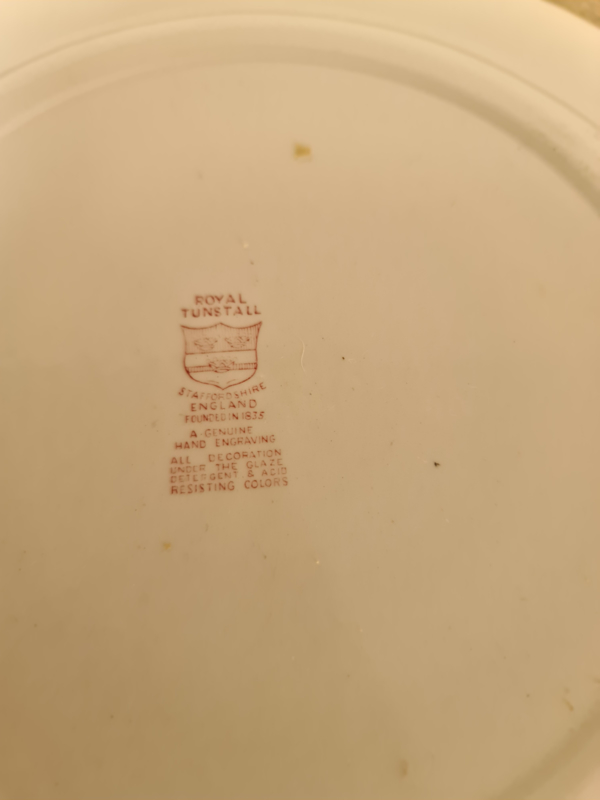 ROYAL
TUNSTALL
STAFFORDSHIRE
ENGLAND
FOUNDED IN 1835
A GENUINE
HAND ENGRAVING
ALL DECORATION
UNDER THE GLAZE
DETERGENT & ACID
RESISTING COLORS